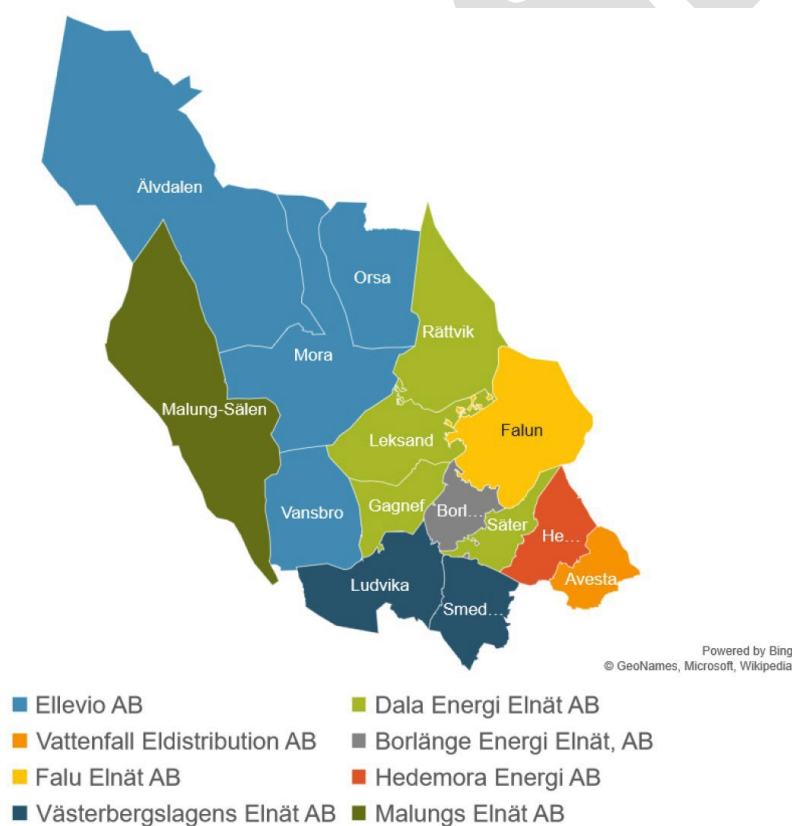 Älvdalen
Orsa
Rättvik
Mora
Malung-Sälen
Leksand
Falun
Vansbro
Gagnef
Borl...
Säter
He...
Ludvika
Avesta
Smed...
Powered by Bing
© GeoNames, Microsoft, Wikipedia
Ellevio AB
Dala Energi Elnät AB
Vattenfall Eldistribution AB
Borlänge Energi Elnät, AB
Falu Elnät AB
Hedemora Energi AB
Västerbergslagens Elnät AB
Malungs Elnät AB